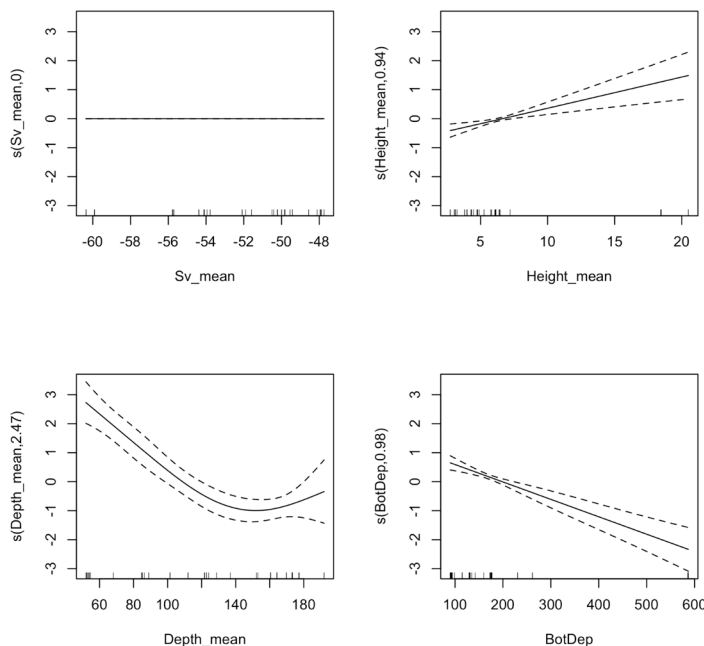 s(Sv_mean,0)
3
2
1
0
-1
-2
-3
-60 -58 -56 -54 -52 -50 -48
Sv_mean
s(Height_mean,0.94)
3
2
1
0
-1
-2
-3
5 10 15 20
Height_mean
s(Depth_mean,2.47)
3
2
1
0
-1
-2
-3
60 100 140 180
Depth_mean
s(BotDep,0.98)
3
2
1
0
-1
-2
-3
100 200 300 400 500 600
BotDep